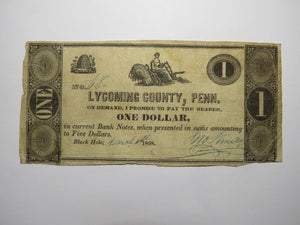 No.
1
LYCOMING COUNTY, PENN.
ON DEMAND, I PROMISE TO PAY THE BEARER,
ONE DOLLAR,
in current Bank Notes, when presented in sums amounting
to Five Dollars.
Black Hole, 1838.
ONE
1